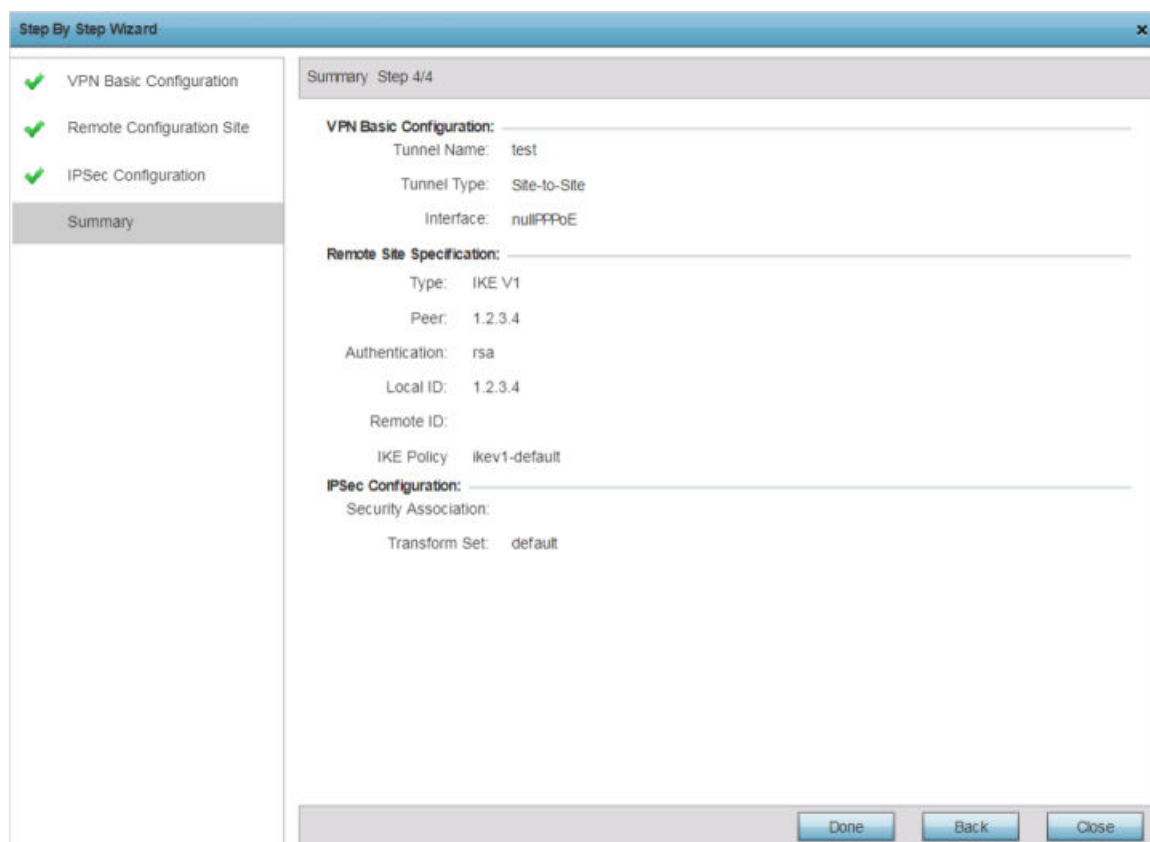 Step By Step Wizard
x
VPN Basic Configuration
Remote Configuration Site
IPSec Configuration
Summary
Summary Step 4/4
VPN Basic Configuration:
Tunnel Name: test
Tunnel Type: Site-to-Site
Interface: nullPPPoE
Remote Site Specification:
Type: IKE V1
Peer: 1.2.3.4
Authentication: rsa
Local ID: 1.2.3.4
Remote ID:
IKE Policy ikev1-default
IPSec Configuration:
Security Association:
Transform Set: default
Done Back Close